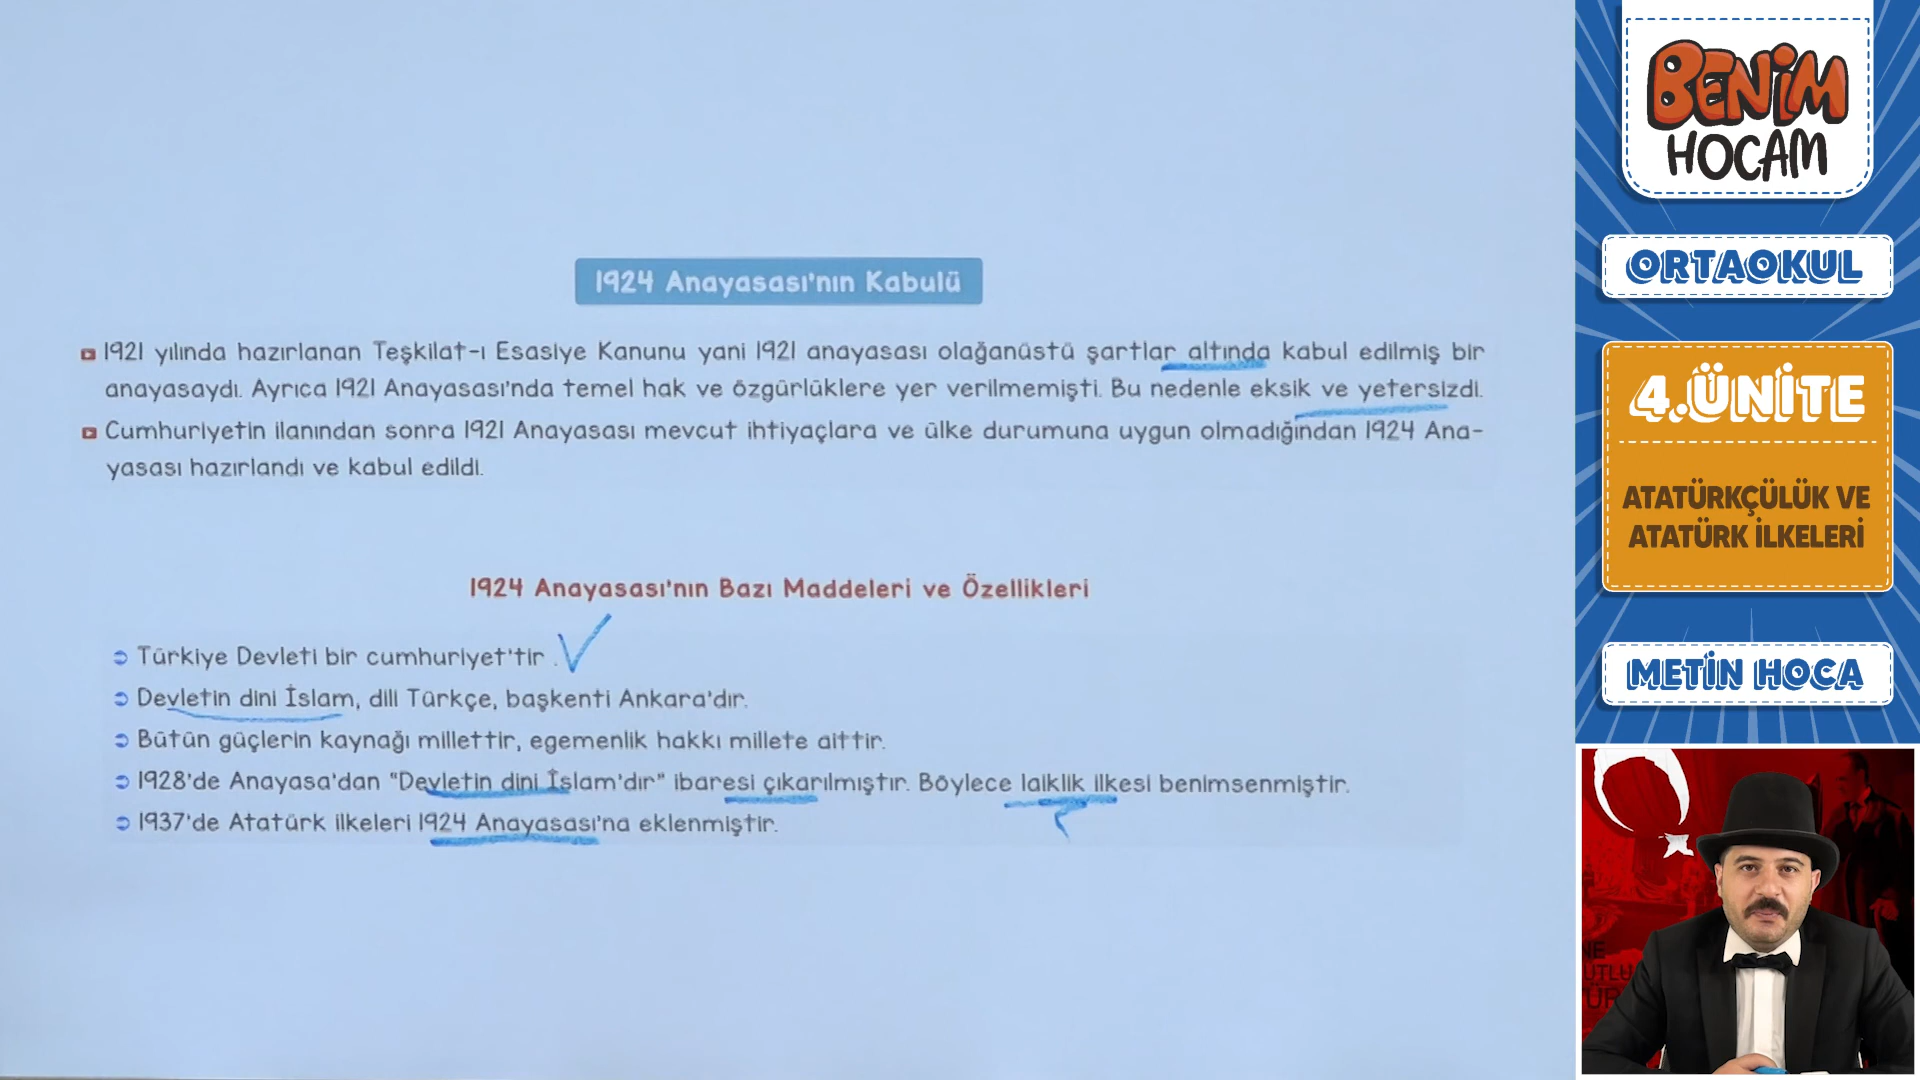 1924 Anayasası'nın Kabulü
1921 yılında hazırlanan Teşkilat-ı Esasiye Kanunu yani 1921 anayasası olağanüstü şartlar altında kabul edilmiş bir
anayasaydı. Ayrıca 1921 Anayasası'nda temel hak ve özgürlüklere yer verilmemişti. Bu nedenle eksik ve yetersizdi.
Cumhuriyetin ilanından sonra 1921 Anayasası mevcut ihtiyaçlara ve ülke durumuna uygun olmadığından 1924 Ana-
yasası hazırlandı ve kabul edildi.
1924 Anayasası'nın Bazı Maddeleri ve Özellikleri
Türkiye Devleti bir cumhuriyet'tir .
Devletin dini İslam, dili Türkçe, başkenti Ankara'dır.
Bütün güçlerin kaynağı millettir, egemenlik hakkı millete aittir.
1928'de Anayasa'dan "Devletin dini İslam'dır" ibaresi çıkarılmıştır. Böylece laiklik ilkesi benimsenmiştir.
1937'de Atatürk ilkeleri 1924 Anayasası'na eklenmiştir.
BENİM
HOCAM
ORTAOKUL
4.ÜNİTE
ATATÜRKÇÜLÜK VE
ATATÜRK İLKELERİ
METİN HOCA
NE